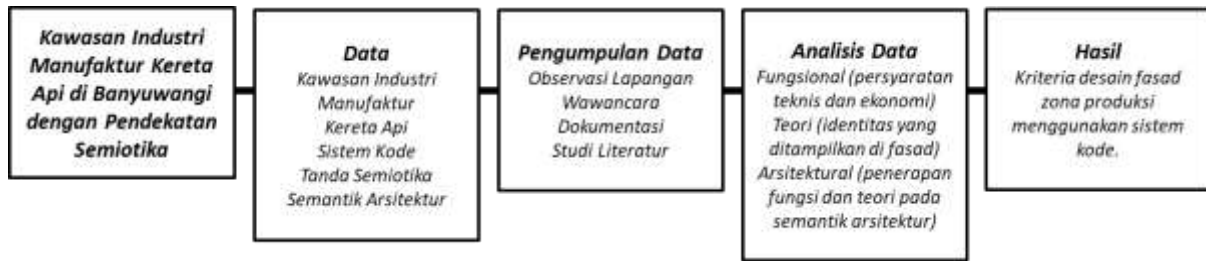 Kawasan Industri
Manufaktur Kereta
Api di Banyuwangi
dengan Pendekatan
Semiotika
Data
Kawasan Industri
Manufaktur
Kereta Api
Sistem Kode
Tanda Semiotika
Semantik Arsitektur
Pengumpulan Data
Observasi Lapangan
Wawancara
Dokumentasi
Studi Literatur
Analisis Data
Fungsional (persyaratan
teknis dan ekonomi)
Teori (identitas yang
ditampilkan di fasad)
Arsitektural (penerapan
fungsi dan teori pada
semantik arsitektur)
Hasil
Kriteria desain fasad
zona produksi
menggunakan sistem
kode.